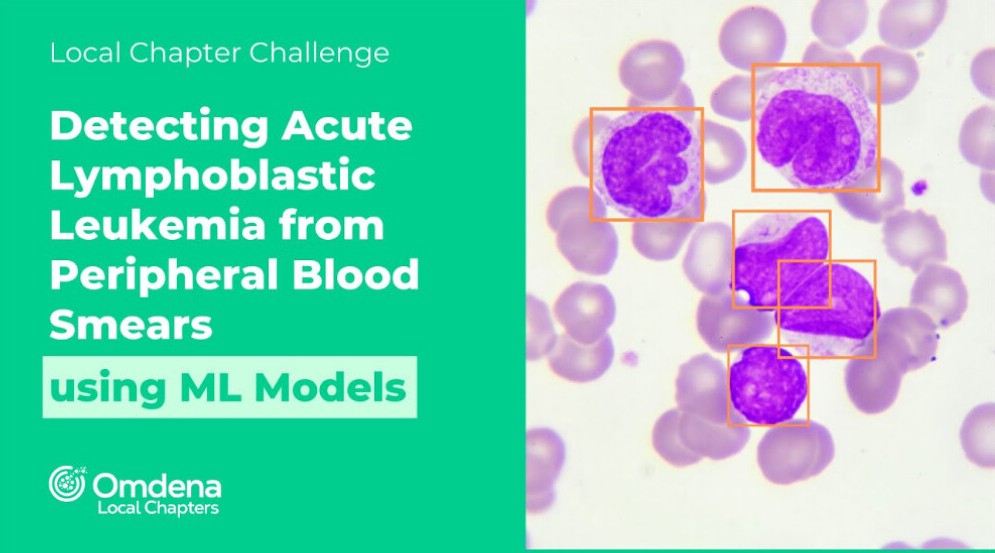 Local Chapter Challenge
Detecting Acute
Lymphoblastic
Leukemia from
Peripheral Blood
Smears
using ML Models
Omdena
Local Chapters